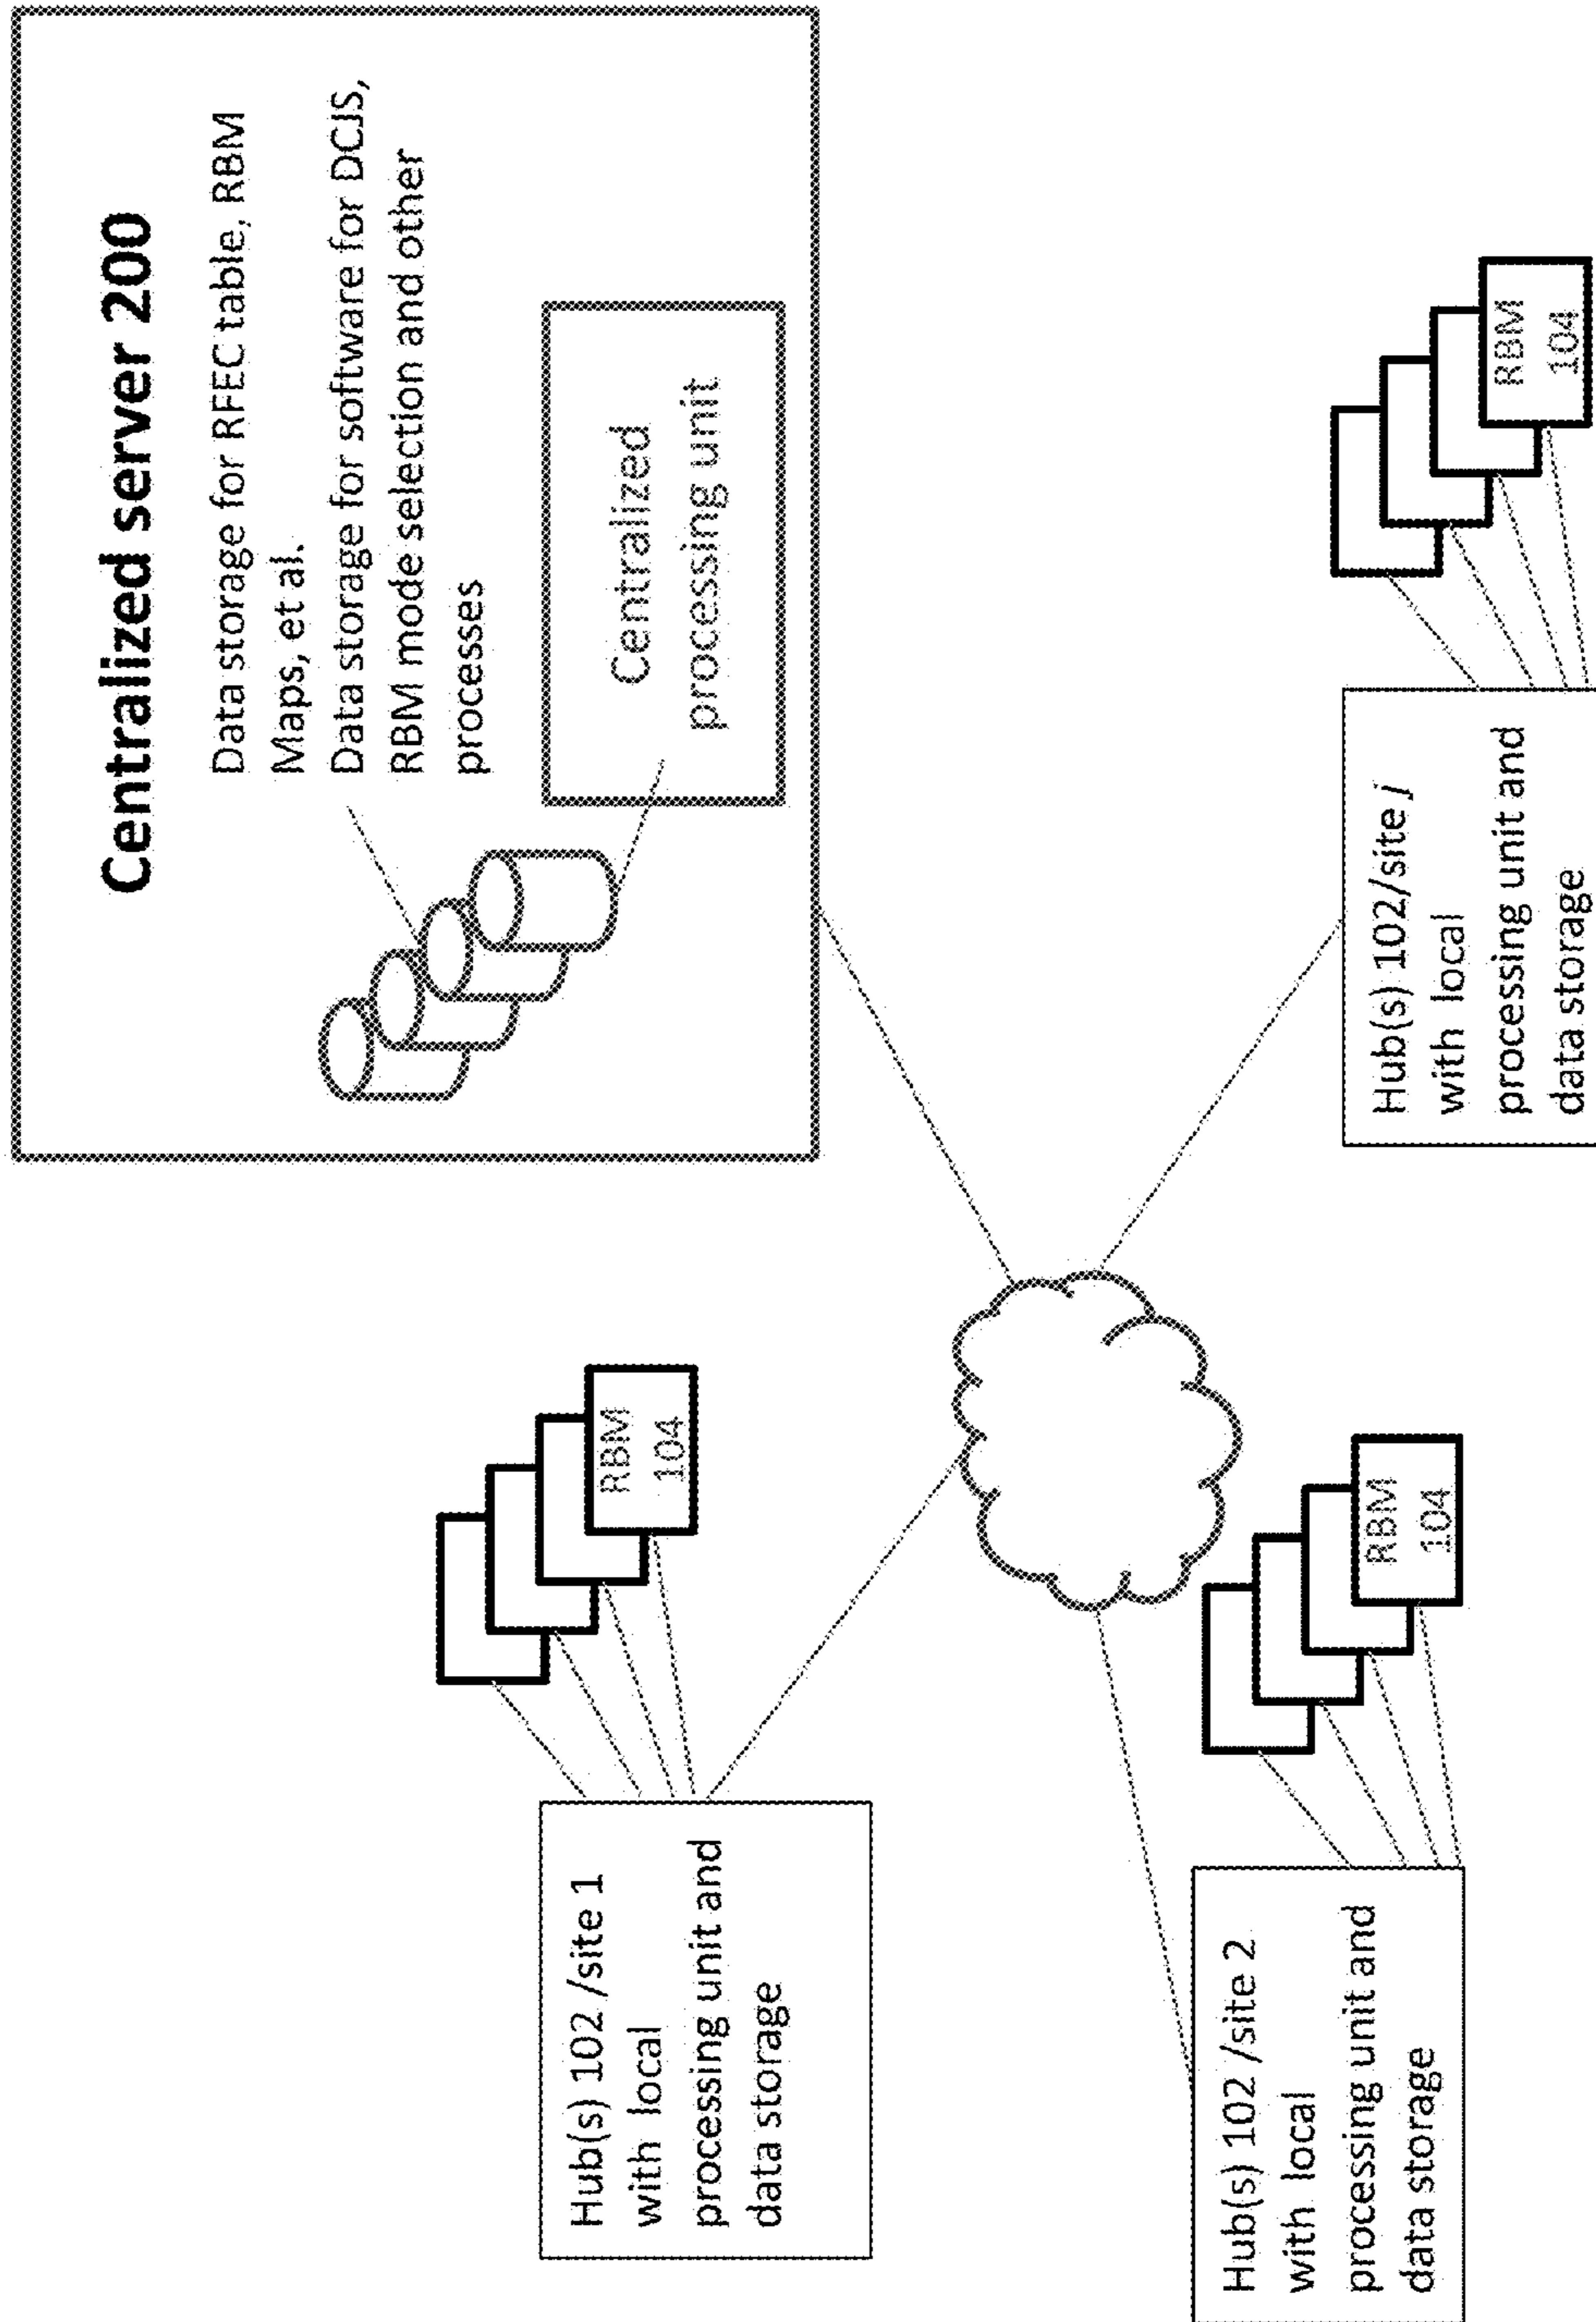 Centralized server 200
Data storage for RFEC table, RBM
Maps, et al.
Data storage for software for DCJS,
RBM mode selection and other
processes
Centralized
processing unit
RBM
104
Hub(s) 102 /site 1
with local
processing unit and
data storage
RBM
104
Hub(s) 102 /site 2
with local
processing unit and
data storage
RBM
104
Hub(s) 102/site j
with local
processing unit and
data storage